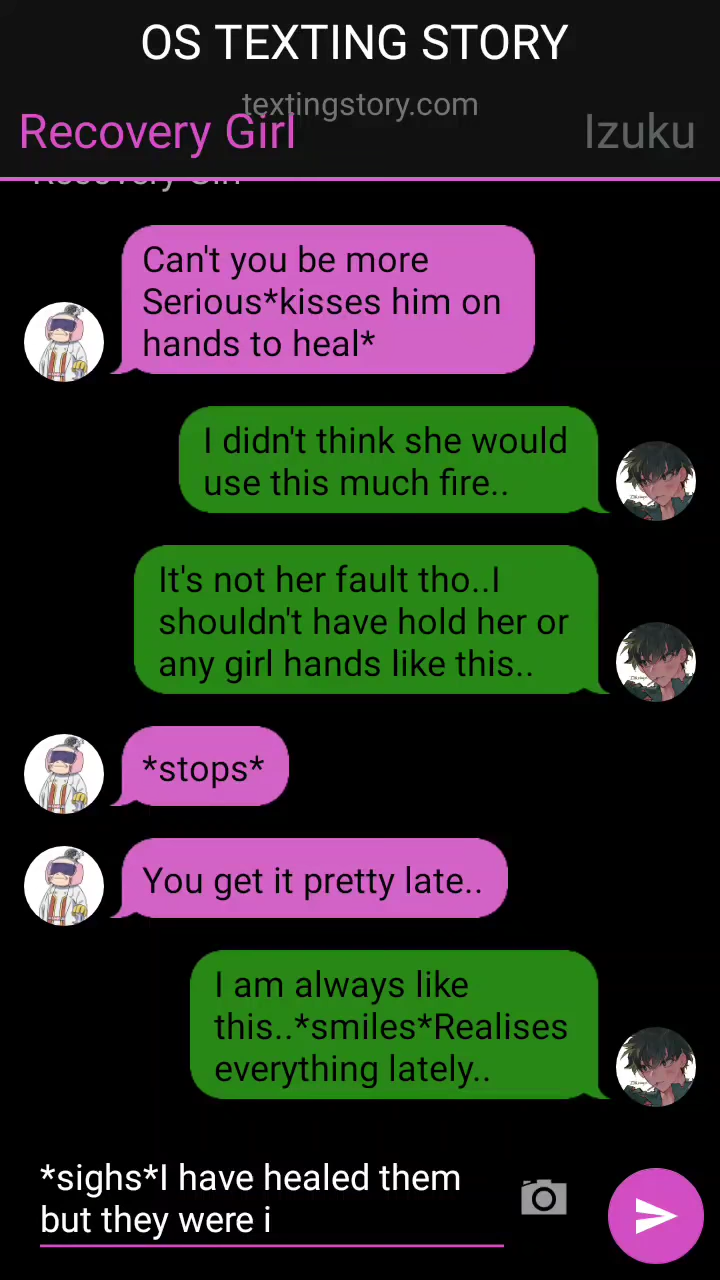 OS TEXTING STORY
textingstory.com
Recovery Girl
Izuku
Recovery Girl
Can't you be more
Serious*kisses him on
hands to heal*
I didn't think she would
use this much fire..
It's not her fault tho..I
shouldn't have hold her or
any girl hands like this..
*stops*
You get it pretty late..
I am always like
this..*smiles*Realises
everything lately..
*sighs*I have healed them
but they were i